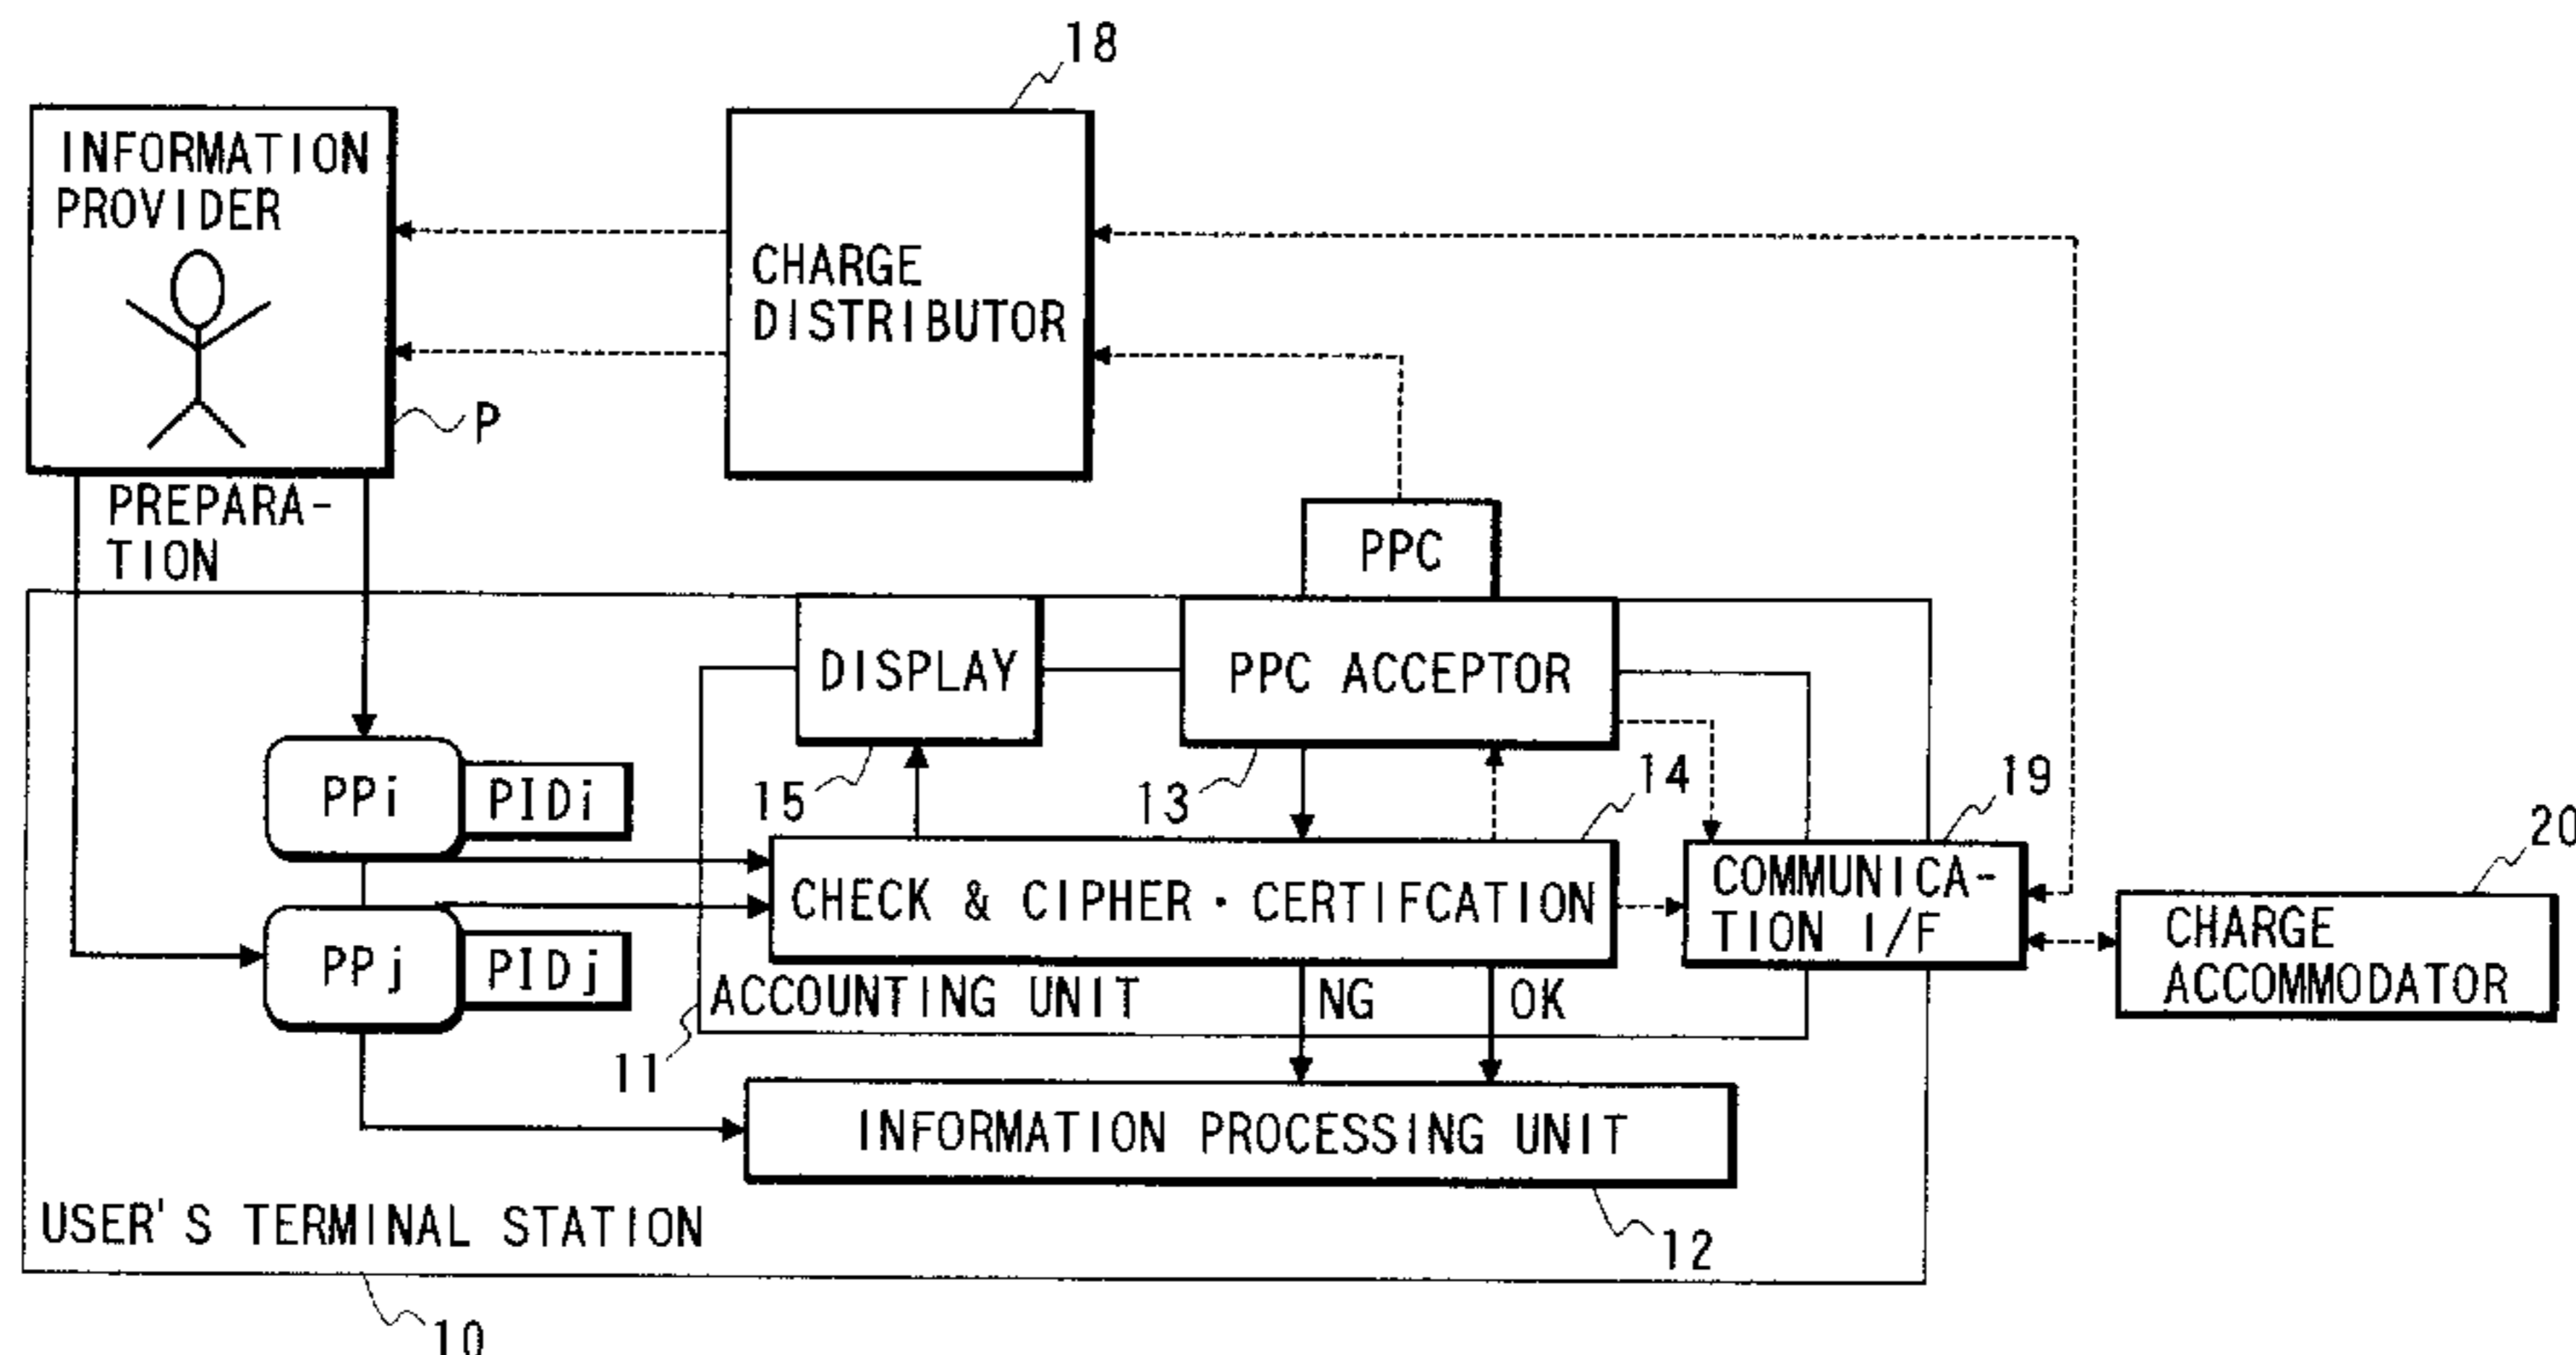 18
INFORMATION
PROVIDER
CHARGE
DISTRIBUTOR
P
PREPARA-
TION
PPC
DISPLAY
PPC ACCEPTOR
PPi
PIDi
15
13
14
19
20
CHECK & CIPHER・CERTIFCATION
COMMUNICA-
TION I/F
CHARGE
ACCOMMODATOR
PPj
PIDj
ACCOUNTING UNIT
NG
OK
11
INFORMATION PROCESSING UNIT
USER'S TERMINAL STATION
12
10